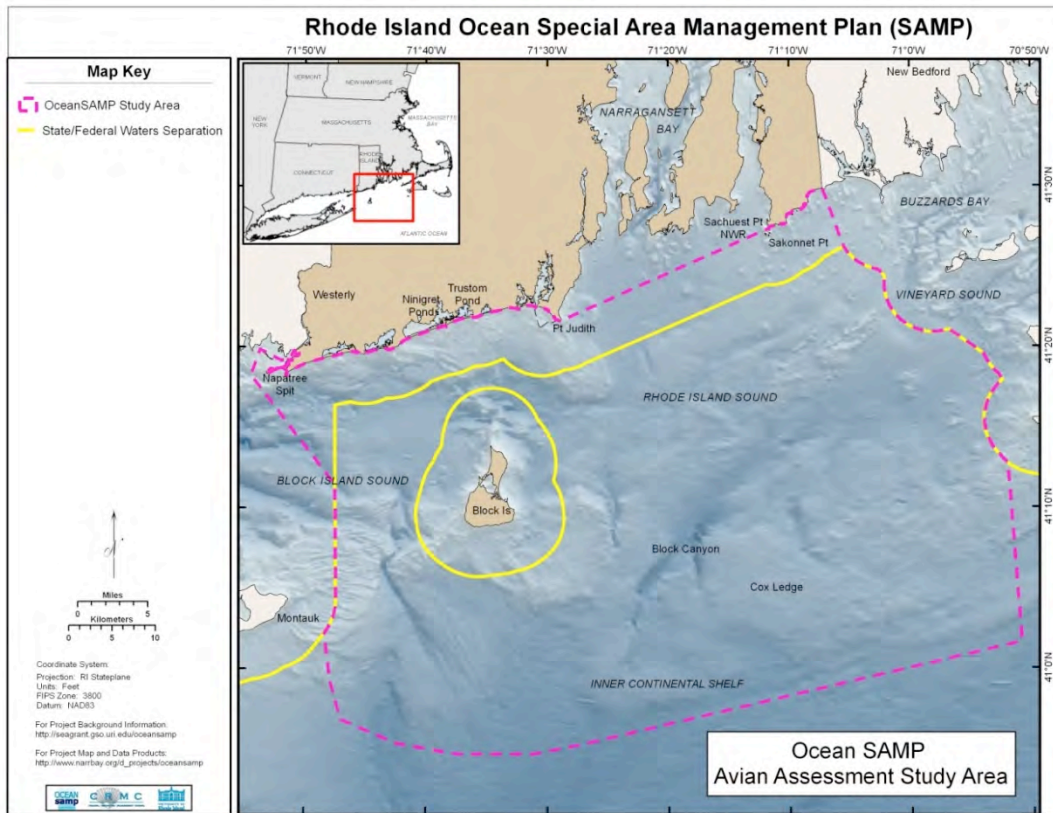 Rhode Island Ocean Special Area Management Plan (SAMP)
71°50'W
71°40'W
71°30'W
71°20'W
71°10'W
71°0'W
70°50'W
Map Key
OceanSAMP Study Area
State/Federal Waters Separation
VERMONT
NEW HAMPSHIRE
NEW
YORK
MASSACHUSETTS
MASSACHUSETTS
BAY
CONNECTICUT
RHODE
ISLAND
ATLANTIC OCEAN
New Bedford
NARRAGANSETT
BAY
41°30'N
BUZZARDS BAY
Sachuest Pt
NWR
Sakonnet Pt
VINEYARD SOUND
Westerly
Ninigret
Pond
Trustom
Pond
Pt Judith
41°20'N
Napatree
Spit
RHODE ISLAND SOUND
BLOCK ISLAND SOUND
Block Is
41°10'N
Block Canyon
Cox Ledge
Montauk
41°0'N
INNER CONTINENTAL SHELF
Miles
0 5
Kilometers
0 5 10
Coordinate System:
Projection: RI Stateplane
Units: Feet
FIPS Zone: 3800
Datum: NAD83
For Project Background Information:
http://seagrant.gso.uri.edu/oceansamp
For Project Map and Data Products:
http://www.narrbay.org/d_projects/oceansamp
OCEAN
samp
CRMC
Ocean SAMP
Avian Assessment Study Area